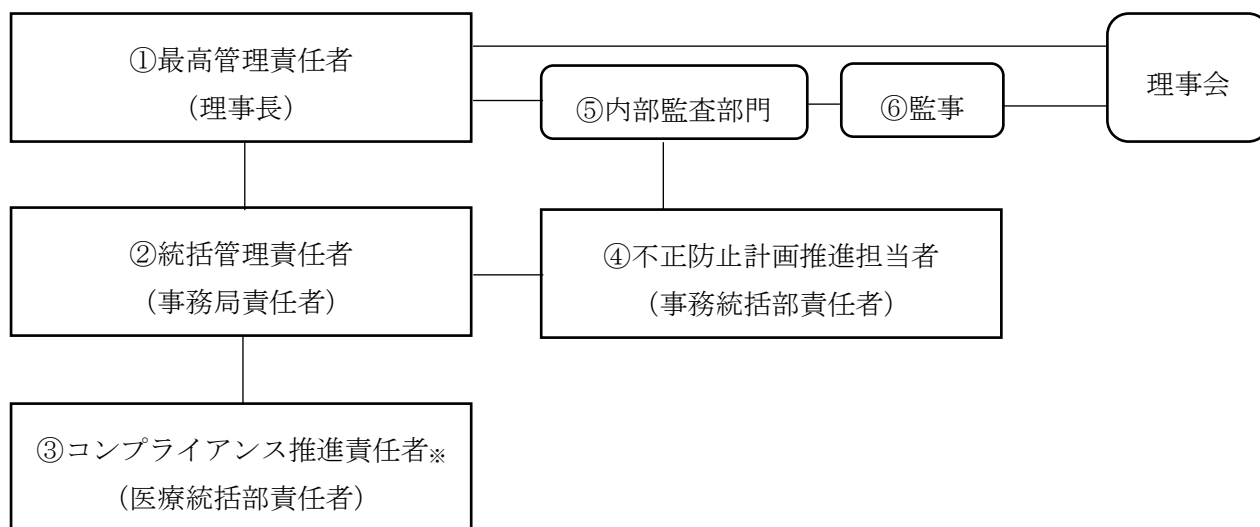 ①最高管理責任者
（理事長）
⑤内部監査部門
⑥監事
理事会
②統括管理責任者
（事務局責任者）
④不正防止計画推進担当者
（事務統括部責任者）
③コンプライアンス推進責任者※
（医療統括部責任者）